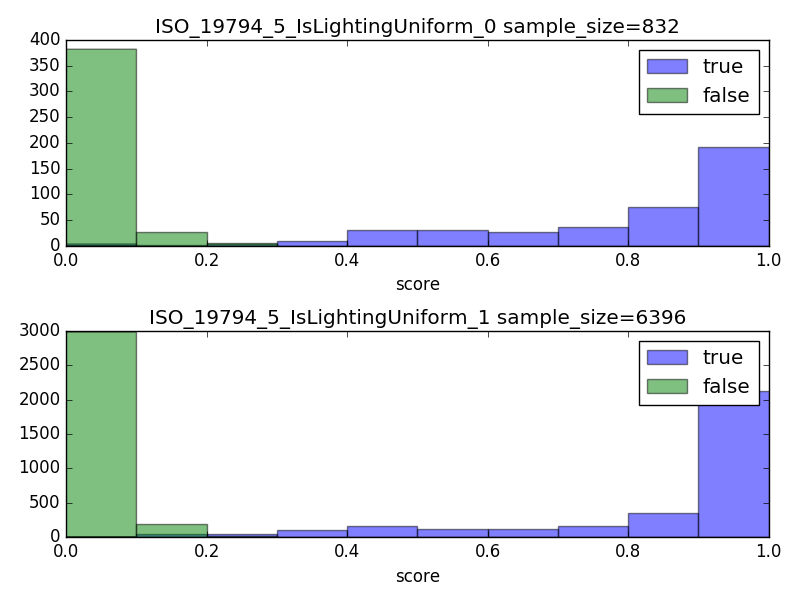 ISO_19794_5_IsLightingUniform_0 sample_size=832
400
350
300
250
200
150
100
50
0
true
false
0.0 0.2 0.4 0.6 0.8 1.0
score
ISO_19794_5_IsLightingUniform_1 sample_size=6396
3000
2500
2000
1500
1000
500
0
true
false
0.0 0.2 0.4 0.6 0.8 1.0
score